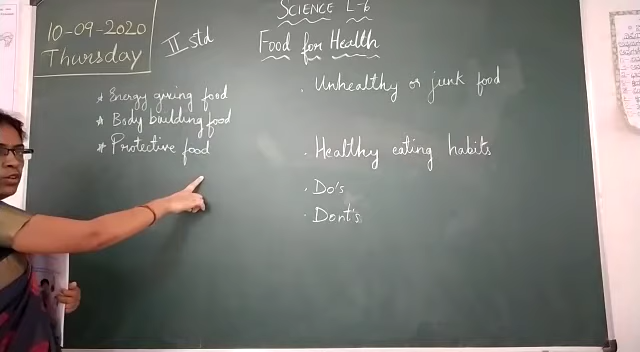 SCIENCE L-6
10-09-2020
Thursday
II std
Food for Health
* Energy giving food
* Body building food
* Protective food
. Unhealthy or junk food
. Healthy eating habits
. Do's
. Dont's